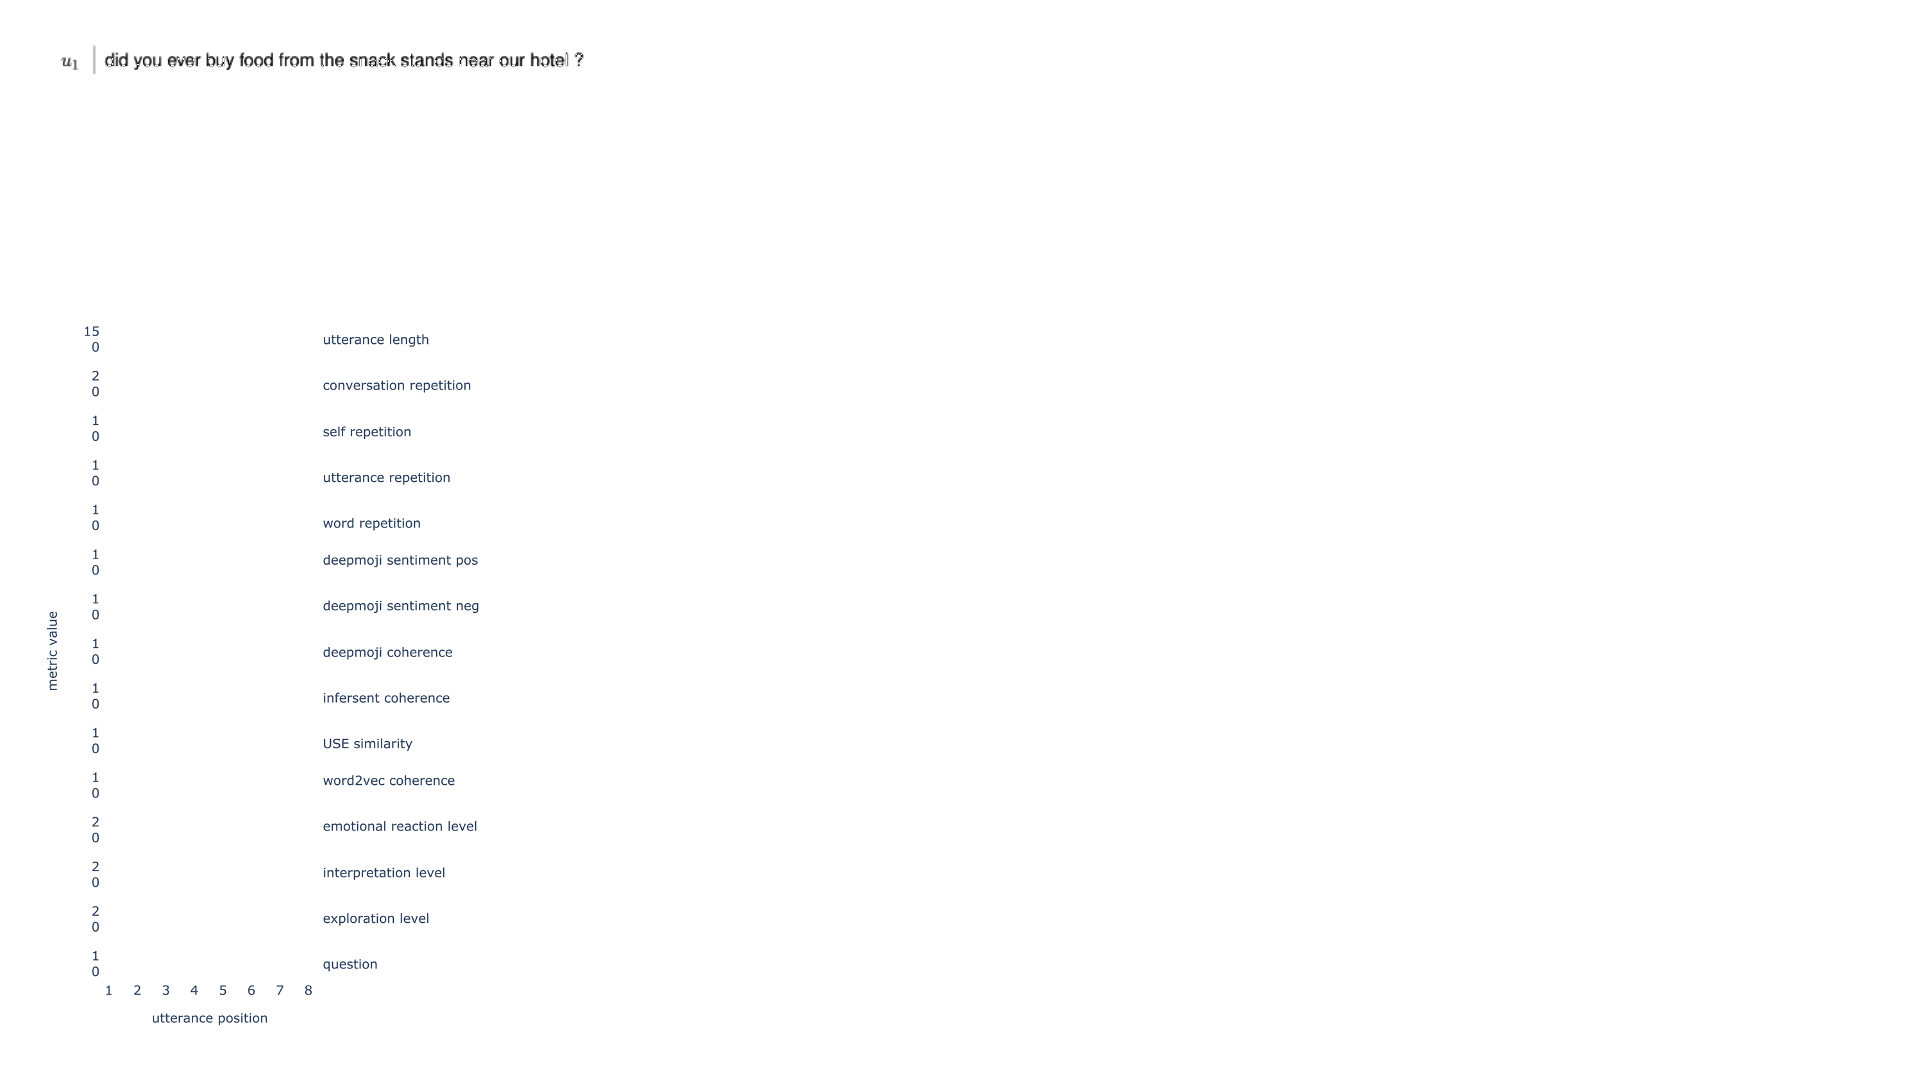 u1 did you ever buy food from the snack stands near our hotel ?
15
0
utterance length
2
0
conversation repetition
1
0
self repetition
1
0
utterance repetition
1
0
word repetition
1
0
deepmoji sentiment pos
1
0
deepmoji sentiment neg
1
0
deepmoji coherence
1
0
infersent coherence
1
0
USE similarity
1
0
word2vec coherence
2
0
emotional reaction level
2
0
interpretation level
2
0
exploration level
1
0
question
metric value
1 2 3 4 5 6 7 8
utterance position